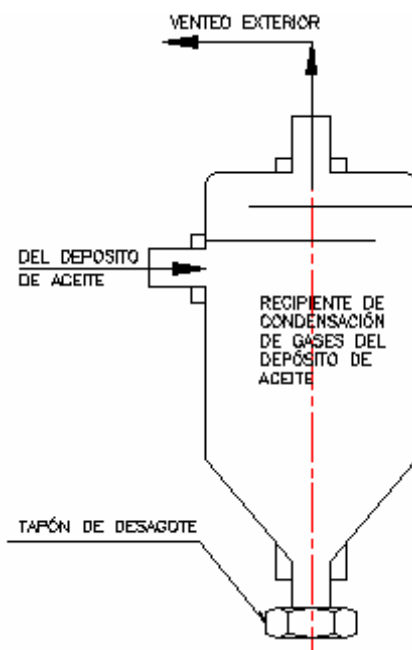 VENTEO EXTERIOR
DEL DEPOSITO
DE ACEITE
RECIPIENTE DE
CONDENSACIÓN
DE GASES DEL
DEPÓSITO DE
ACEITE
TAPÓN DE DESAGOTE